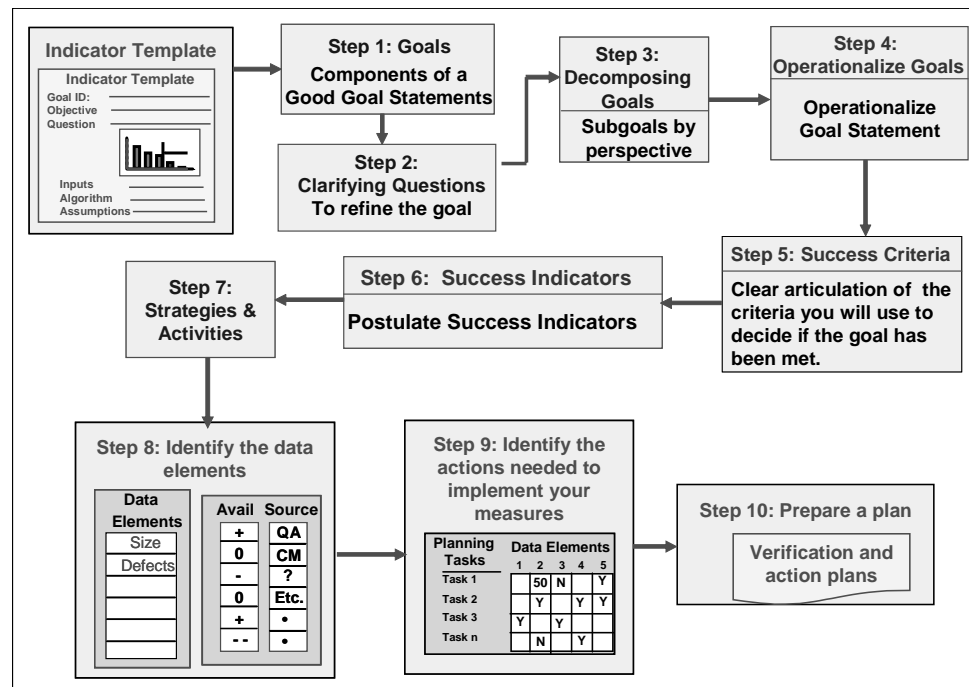 Indicator Template
Indicator Template
Goal ID:
Objective
Question
Inputs
Algorithm
Assumptions
Step 1: Goals
Components of a
Good Goal Statements
Step 2:
Clarifying Questions
To refine the goal
Step 3:
Decomposing
Goals
Subgoals by
perspective
Step 4:
Operationalize Goals
Operationalize
Goal Statement
Step 5: Success Criteria
Clear articulation of the
criteria you will use to
decide if the goal has
been met.
Step 6: Success Indicators
Postulate Success Indicators
Step 7:
Strategies &
Activities
Step 8: Identify the data
elements
Data
Elements
Size
Defects
Avail Source
+ QA
0 CM
- ?
0 Etc.
+ •
-- •
Step 9: Identify the
actions needed to
implement your
measures
Planning
Tasks
Data Elements
1 2 3 4 5
Task 1 50 N Y
Task 2 Y Y Y
Task 3 Y Y
Task n N Y
Step 10: Prepare a plan
Verification and
action plans